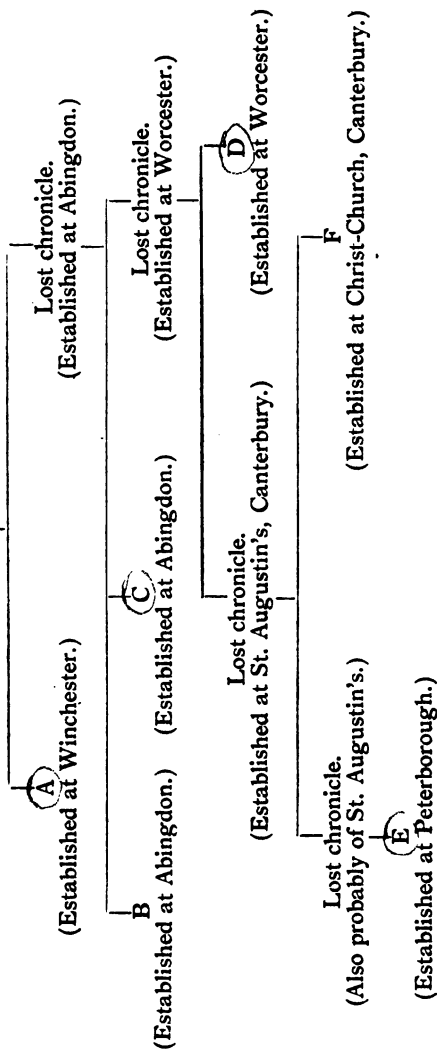 A
(Established at Winchester.)
Lost chronicle.
(Established at Abingdon.)
B
(Established at Abingdon.)
C
(Established at Abingdon.)
Lost chronicle.
(Established at Worcester.)
Lost chronicle.
(Established at St. Augustin's, Canterbury.)
D
(Established at Worcester.)
Lost chronicle.
(Also probably of St. Augustin's.)
E
(Established at Peterborough.)
F
(Established at Christ-Church, Canterbury.)